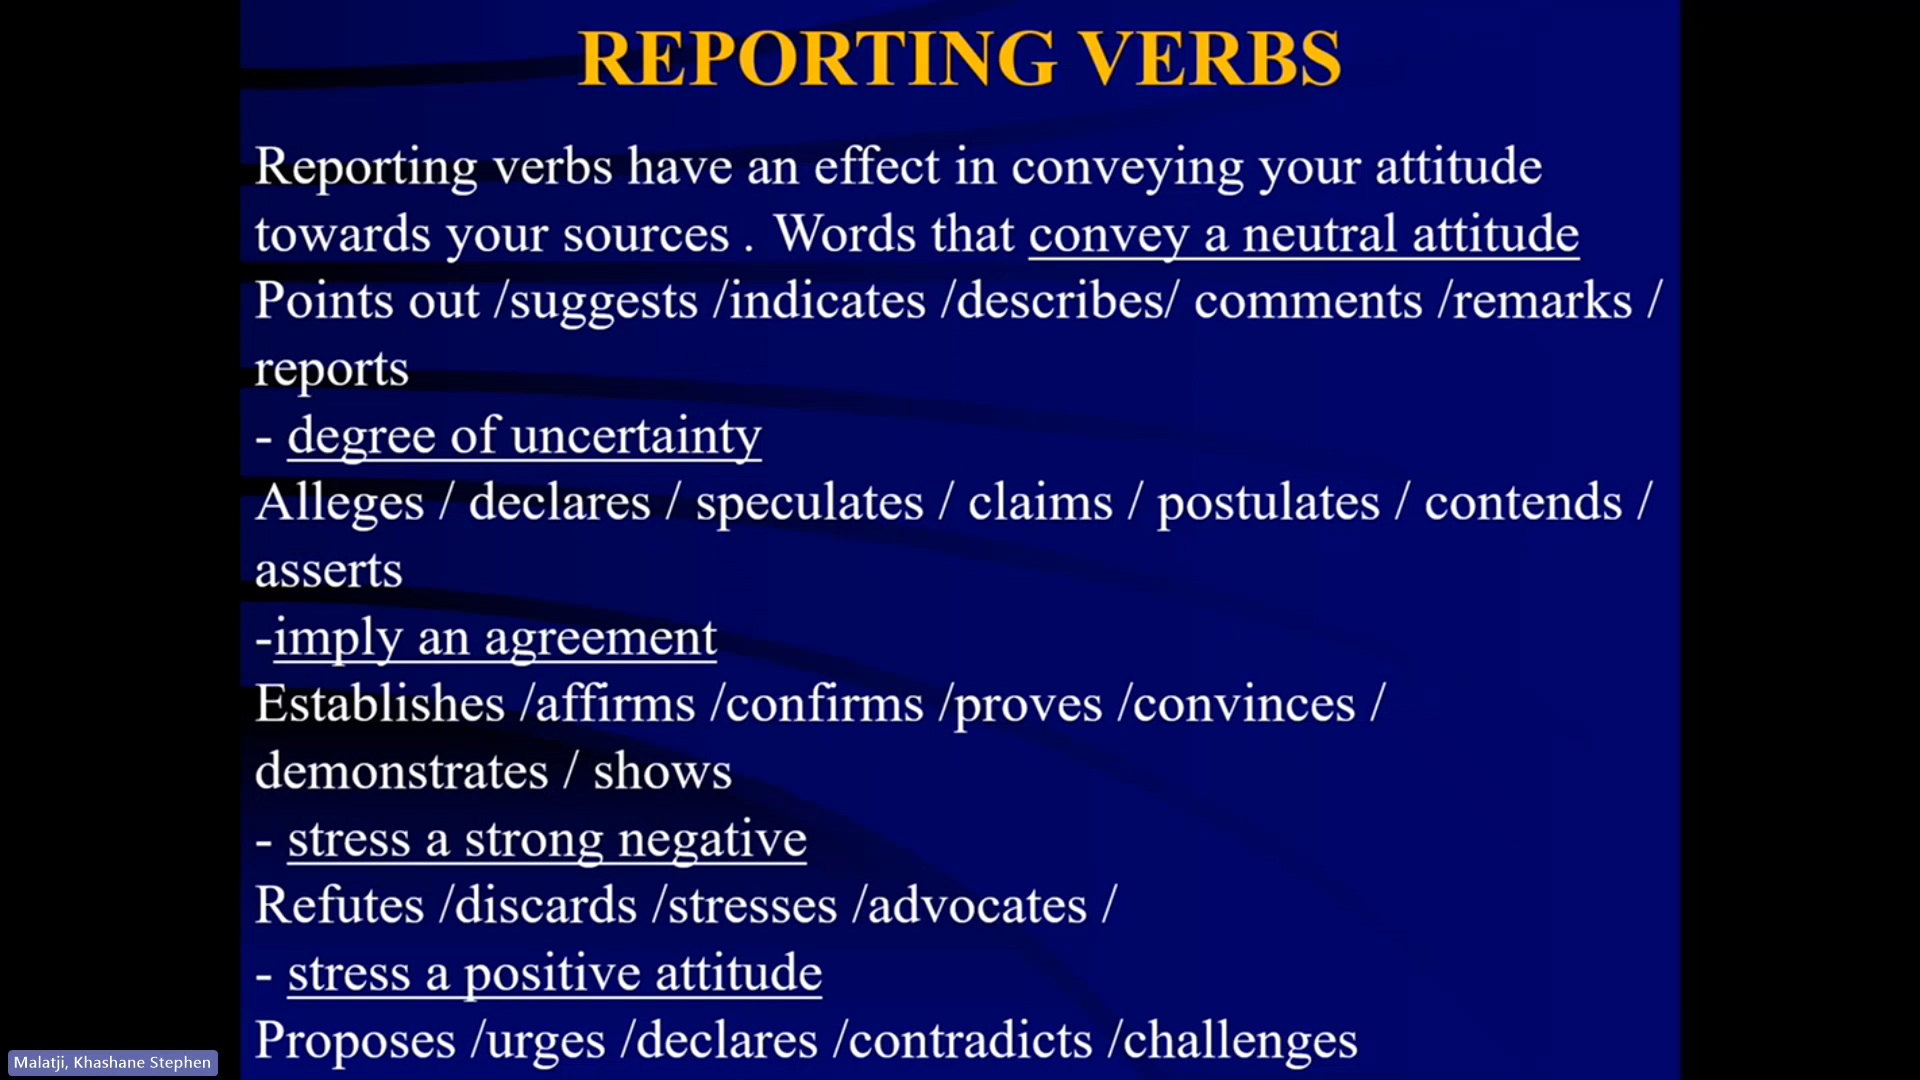 REPORTING VERBS
Reporting verbs have an effect in conveying your attitude
towards your sources . Words that convey a neutral attitude
Points out /suggests /indicates /describes/ comments /remarks /
reports
- degree of uncertainty
Alleges / declares / speculates / claims / postulates / contends /
asserts
-imply an agreement
Establishes /affirms /confirms /proves /convinces /
demonstrates / shows
- stress a strong negative
Refutes /discards /stresses /advocates /
- stress a positive attitude
Proposes /urges /declares /contradicts /challenges
Malatji, Khashane Stephen